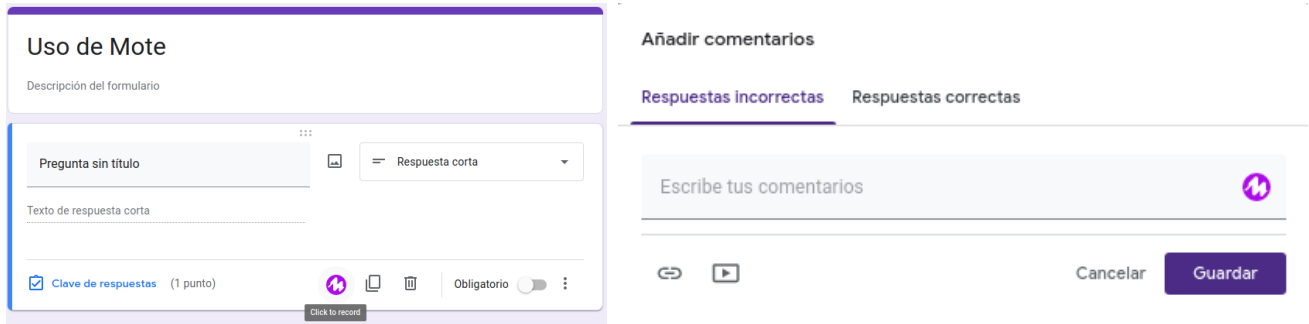 Uso de Mote
Descripción del formulario
Pregunta sin título
Respuesta corta
Texto de respuesta corta
Clave de respuestas (1 punto)
Obligatorio
Click to record
Añadir comentarios
Respuestas incorrectas Respuestas correctas
Escribe tus comentarios
Cancelar Guardar